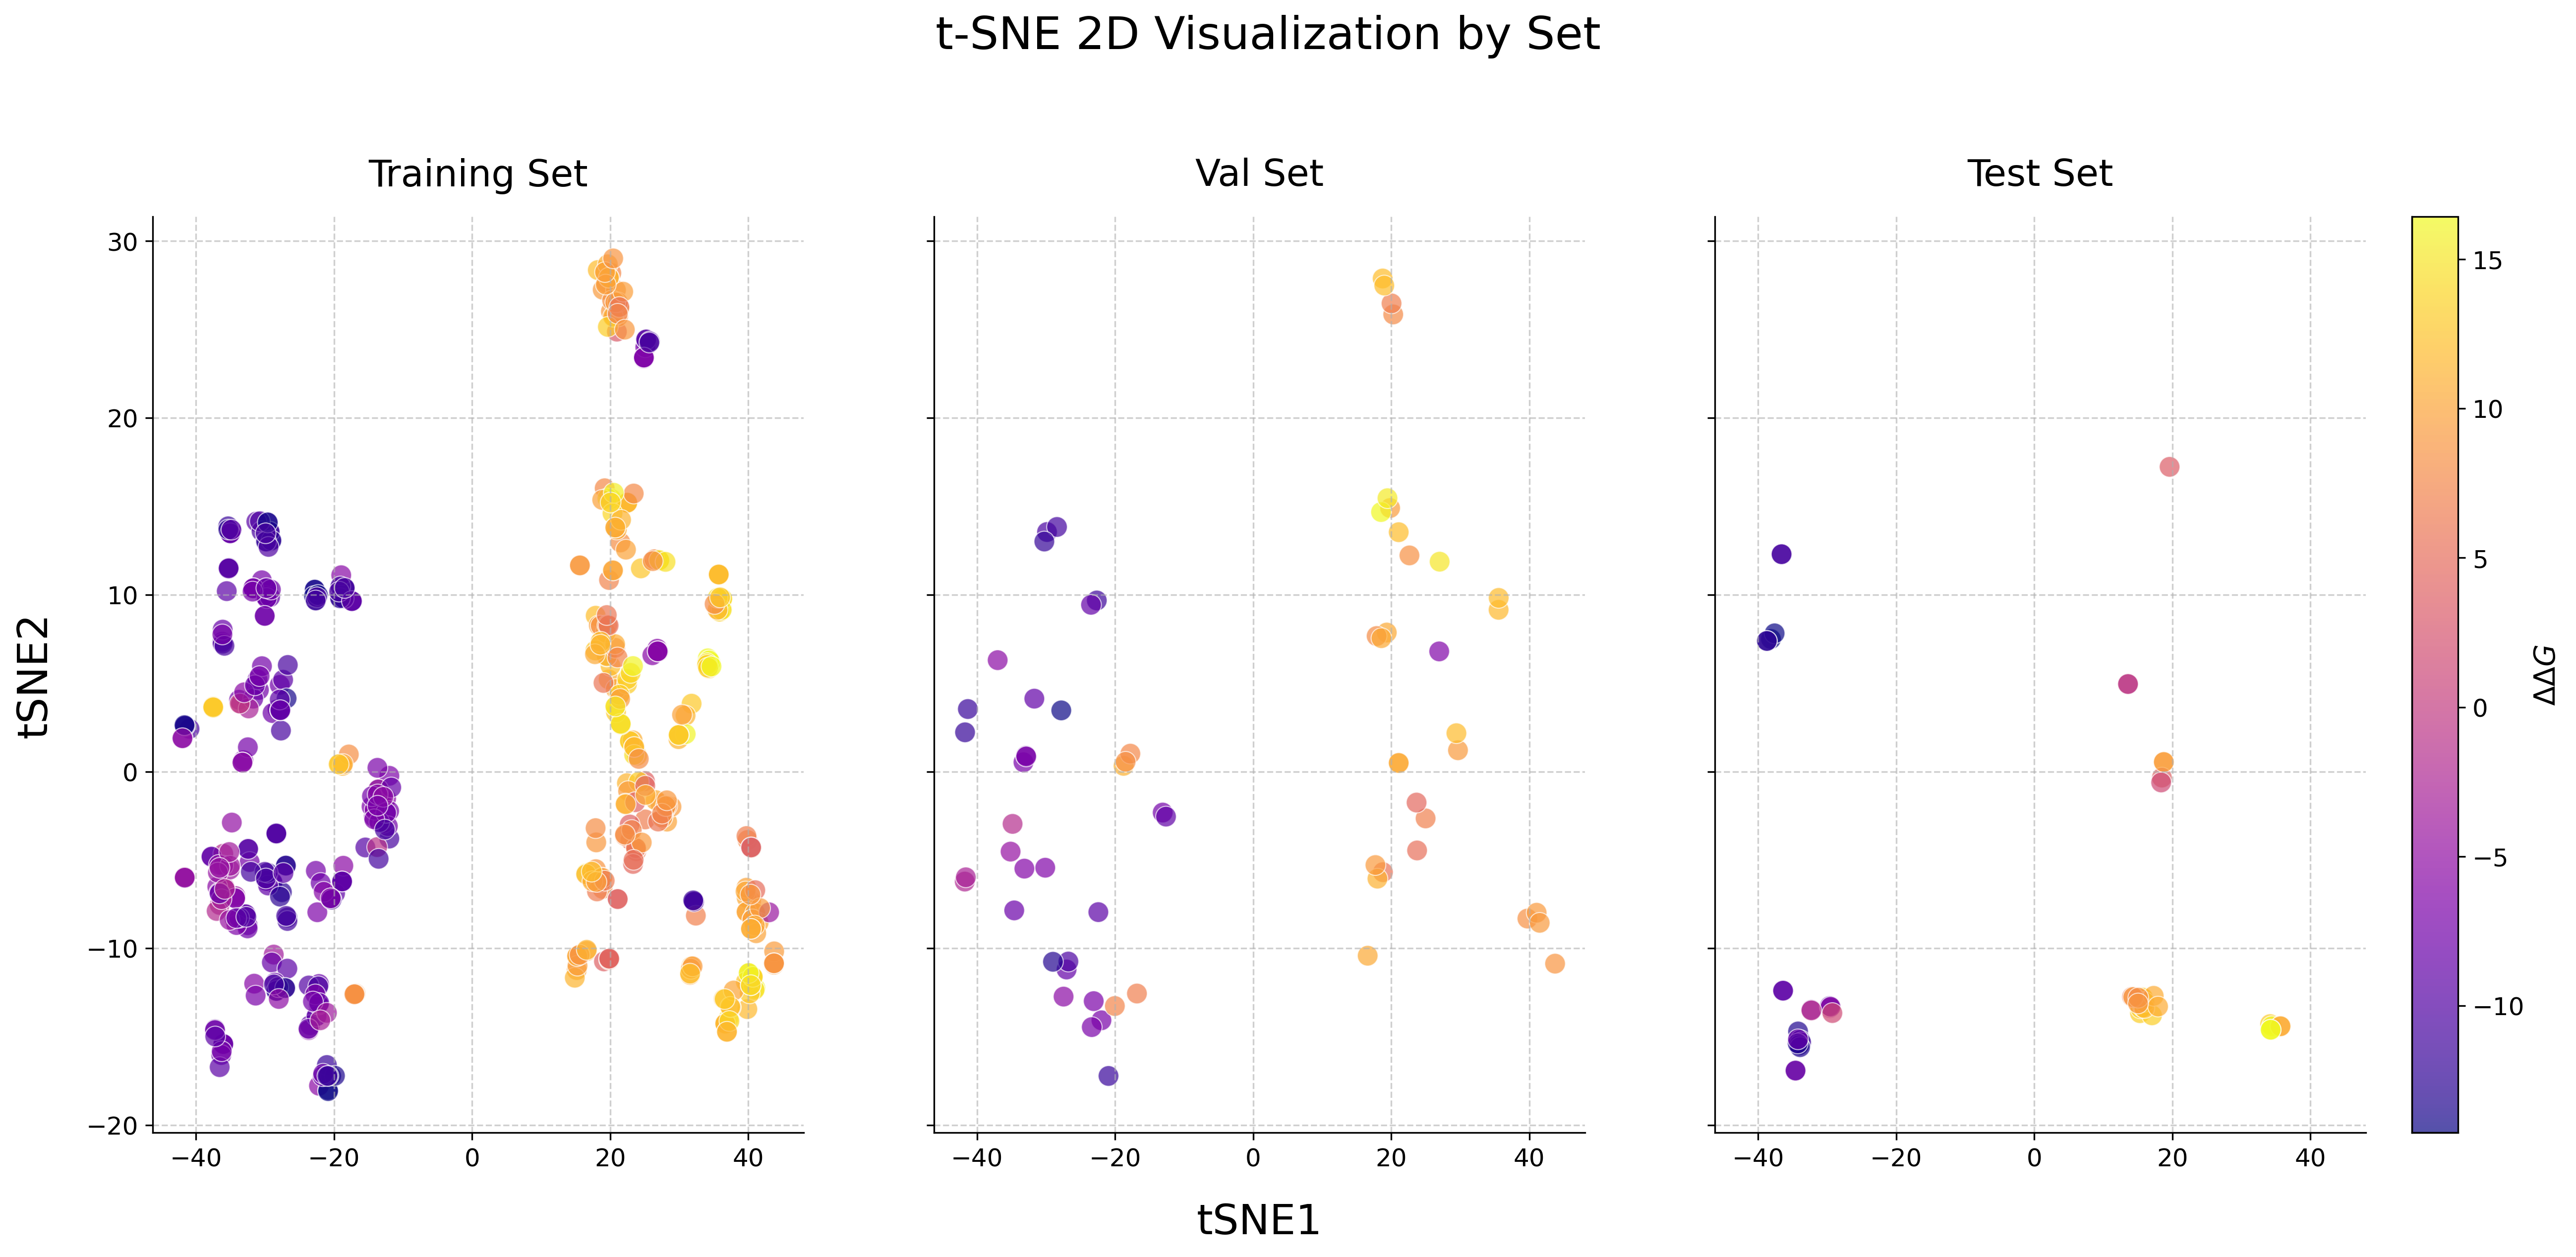 t-SNE 2D Visualization by Set
Training Set
Val Set
Test Set
tSNE2
30
20
10
0
−10
−20
−40 −20 0 20 40
−40 −20 0 20 40
−40 −20 0 20 40
tSNE1
15
10
5
0
−5
−10
ΔΔG